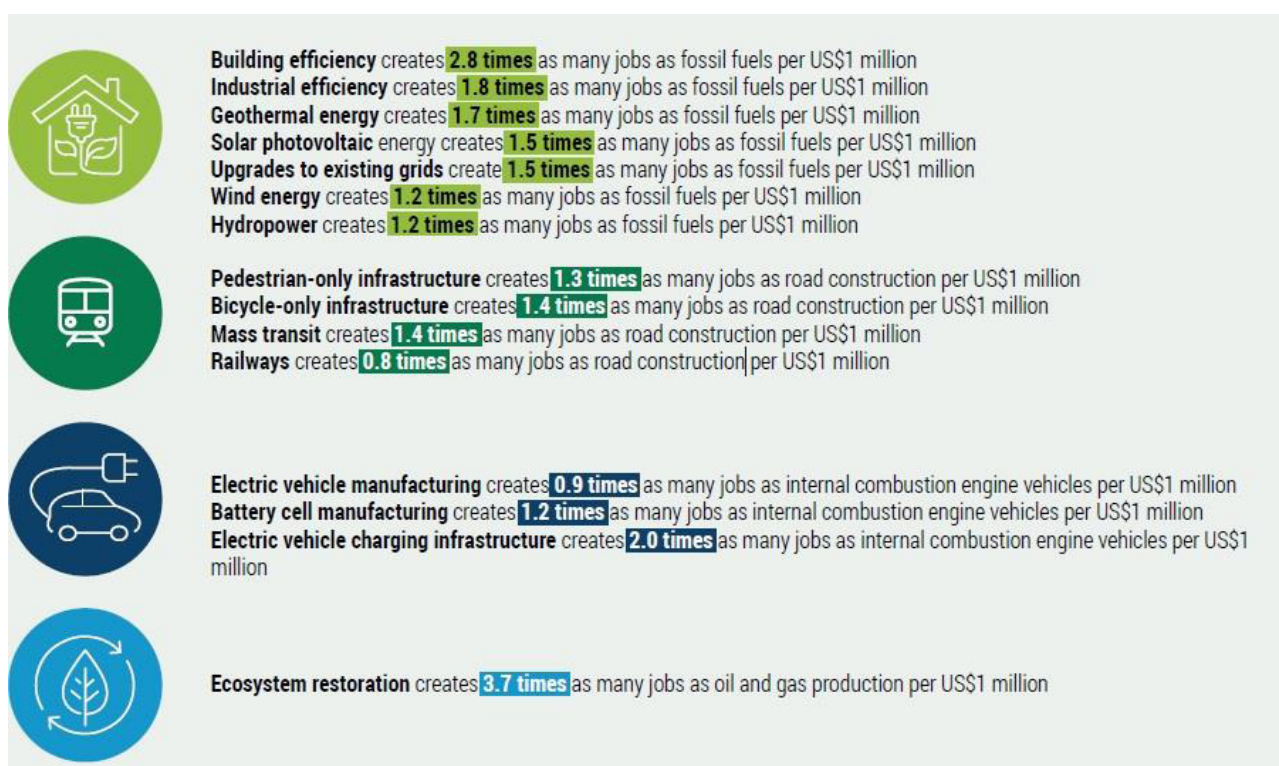 Building efficiency creates 2.8 times as many jobs as fossil fuels per US$1 million
Industrial efficiency creates 1.8 times as many jobs as fossil fuels per US$1 million
Geothermal energy creates 1.7 times as many jobs as fossil fuels per US$1 million
Solar photovoltaic energy creates 1.5 times as many jobs as fossil fuels per US$1 million
Upgrades to existing grids create 1.5 times as many jobs as fossil fuels per US$1 million
Wind energy creates 1.2 times as many jobs as fossil fuels per US$1 million
Hydropower creates 1.2 times as many jobs as fossil fuels per US$1 million
Pedestrian-only infrastructure creates 1.3 times as many jobs as road construction per US$1 million
Bicycle-only infrastructure creates 1.4 times as many jobs as road construction per US$1 million
Mass transit creates 1.4 times as many jobs as road construction per US$1 million
Railways creates 0.8 times as many jobs as road construction per US$1 million
Electric vehicle manufacturing creates 0.9 times as many jobs as internal combustion engine vehicles per US$1 million
Battery cell manufacturing creates 1.2 times as many jobs as internal combustion engine vehicles per US$1 million
Electric vehicle charging infrastructure creates 2.0 times as many jobs as internal combustion engine vehicles per US$1
million
Ecosystem restoration creates 3.7 times as many jobs as oil and gas production per US$1 million